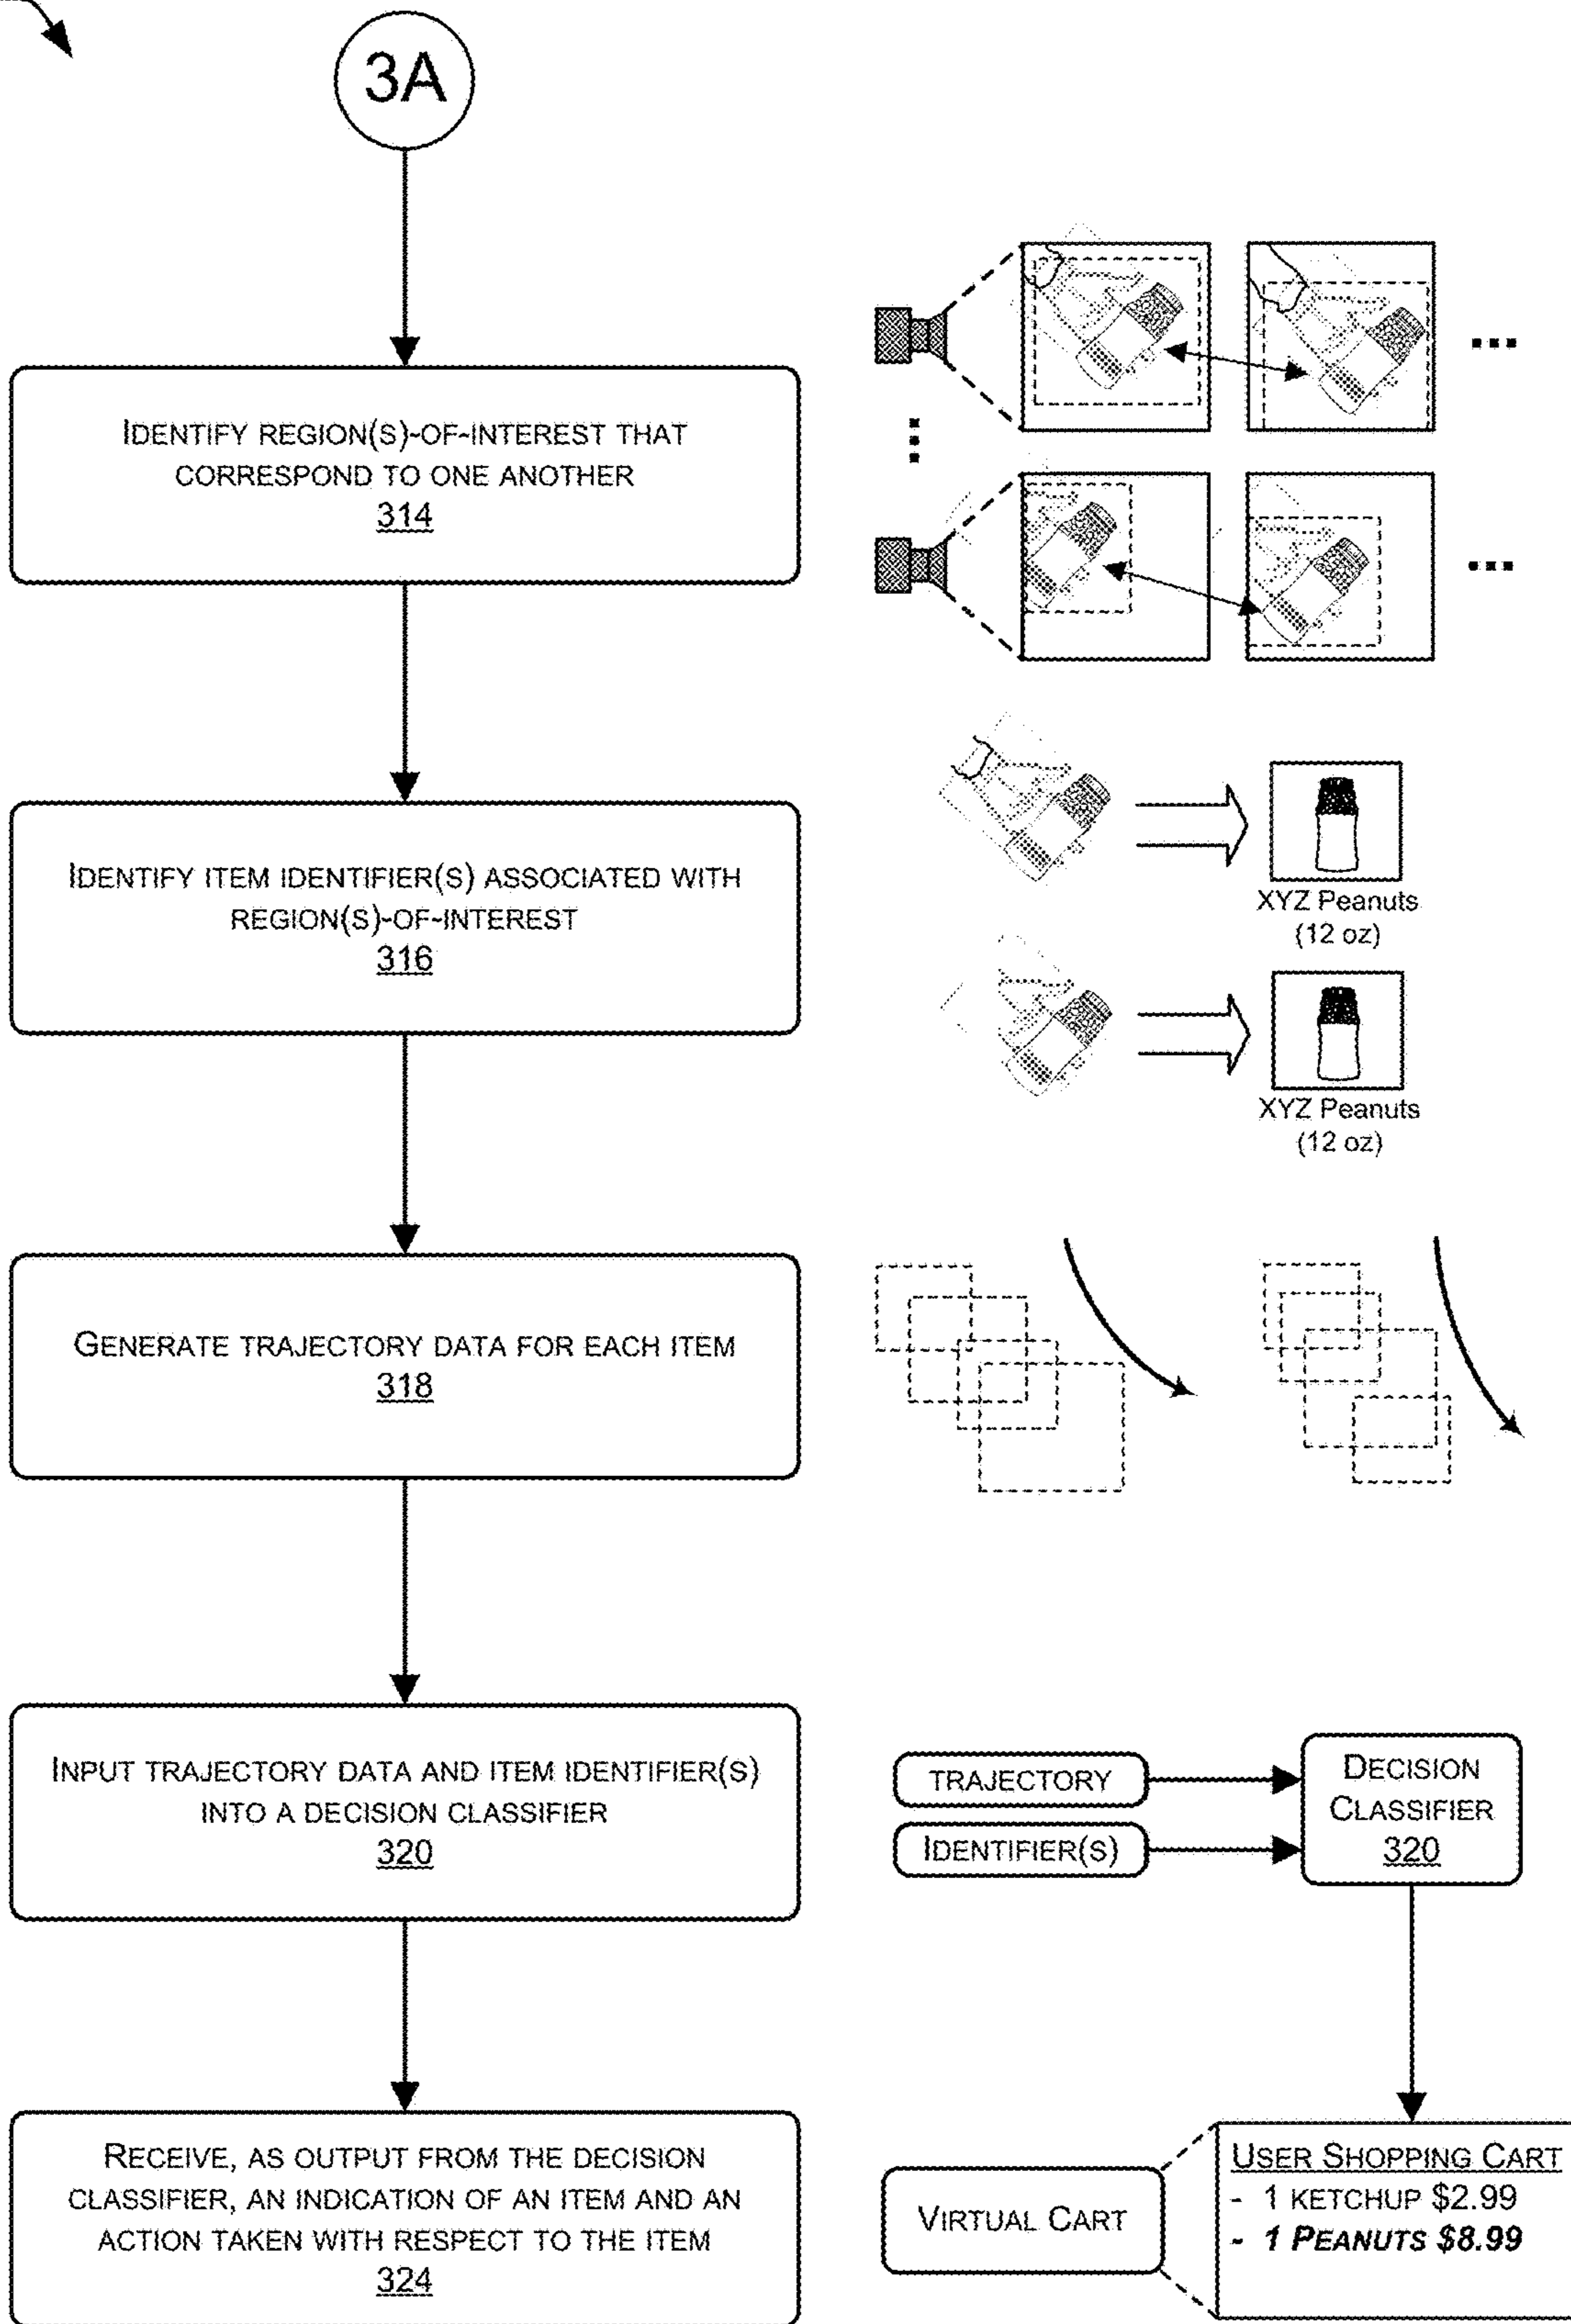 3A
IDENTIFY REGION(S)-OF-INTEREST THAT
CORRESPOND TO ONE ANOTHER
314
IDENTIFY ITEM IDENTIFIER(S) ASSOCIATED WITH
REGION(S)-OF-INTEREST
316
XYZ Peanuts
(12 oz)
XYZ Peanuts
(12 oz)
GENERATE TRAJECTORY DATA FOR EACH ITEM
318
INPUT TRAJECTORY DATA AND ITEM IDENTIFIER(S)
INTO A DECISION CLASSIFIER
320
TRAJECTORY
IDENTIFIER(S)
DECISION
CLASSIFIER
320
RECEIVE, AS OUTPUT FROM THE DECISION
CLASSIFIER, AN INDICATION OF AN ITEM AND AN
ACTION TAKEN WITH RESPECT TO THE ITEM
324
VIRTUAL CART
USER SHOPPING CART
- 1 KETCHUP $2.99
- 1 PEANUTS $8.99